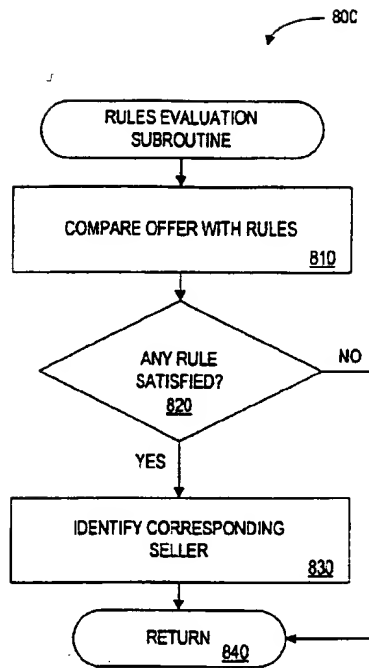 800
RULES EVALUATION
SUBROUTINE
COMPARE OFFER WITH RULES
810
ANY RULE
SATISFIED?
820
NO
YES
IDENTIFY CORRESPONDING
SELLER
830
RETURN
840